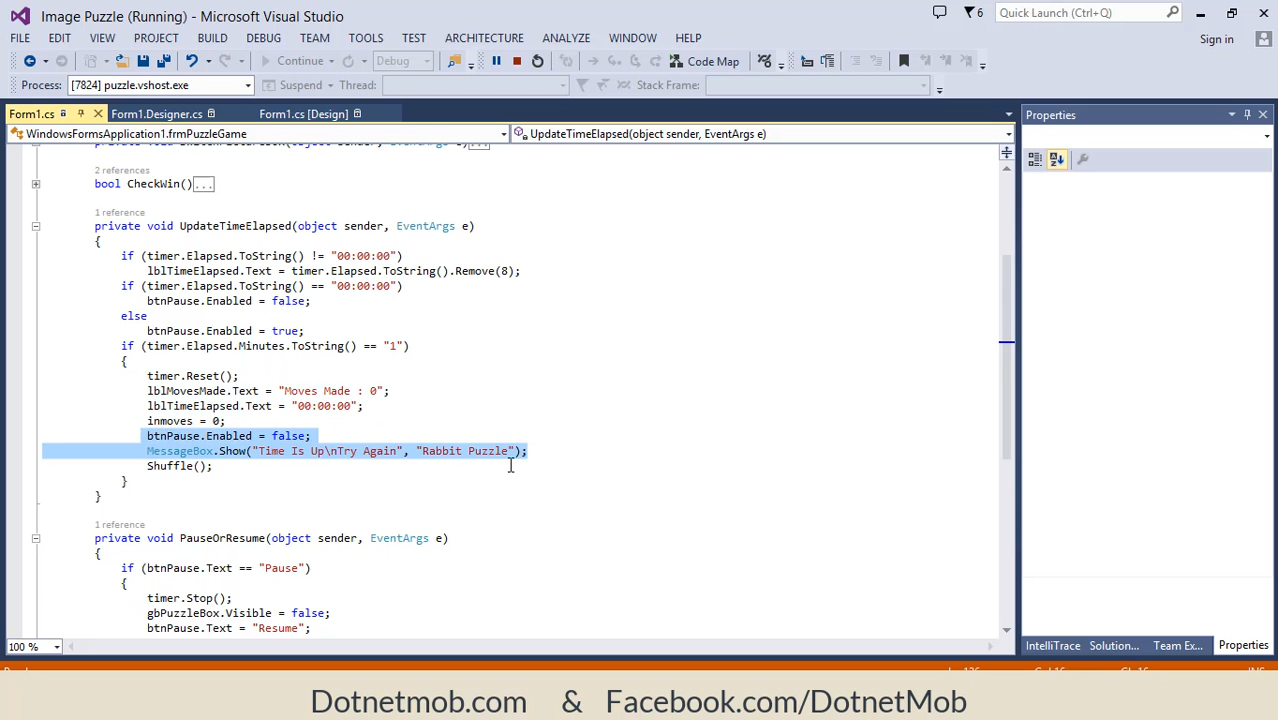 Image Puzzle (Running) - Microsoft Visual Studio
6
Quick Launch (Ctrl+Q)
FILE EDIT VIEW PROJECT BUILD DEBUG TEAM TOOLS TEST ARCHITECTURE ANALYZE WINDOW HELP
Sign in
Continue Debug Code Map
Process: [7824] puzzle.vshost.exe Suspend Thread: Stack Frame:
Form1.cs Form1.Designer.cs Form1.cs [Design]
Properties
WindowsFormsApplication1.frmPuzzleGame UpdateTimeElapsed(object sender, EventArgs e)
2 references
bool CheckWin()...
1 reference
private void UpdateTimeElapsed(object sender, EventArgs e)
{
if (timer.Elapsed.ToString() != "00:00:00")
lblTimeElapsed.Text = timer.Elapsed.ToString().Remove(8);
if (timer.Elapsed.ToString() == "00:00:00")
btnPause.Enabled = false;
else
btnPause.Enabled = true;
if (timer.Elapsed.Minutes.ToString() == "1")
{
timer.Reset();
lblMovesMade.Text = "Moves Made : 0";
lblTimeElapsed.Text = "00:00:00";
inmoves = 0;
btnPause.Enabled = false;
MessageBox.Show("Time Is Up\nTry Again", "Rabbit Puzzle");
Shuffle();
}
}
1 reference
private void PauseOrResume(object sender, EventArgs e)
{
if (btnPause.Text == "Pause")
{
timer.Stop();
gbPuzzleBox.Visible = false;
btnPause.Text = "Resume";
100 %
IntelliTrace Solution... Team Ex... Properties
Dotnetmob.com & Facebook.com/DotnetMob